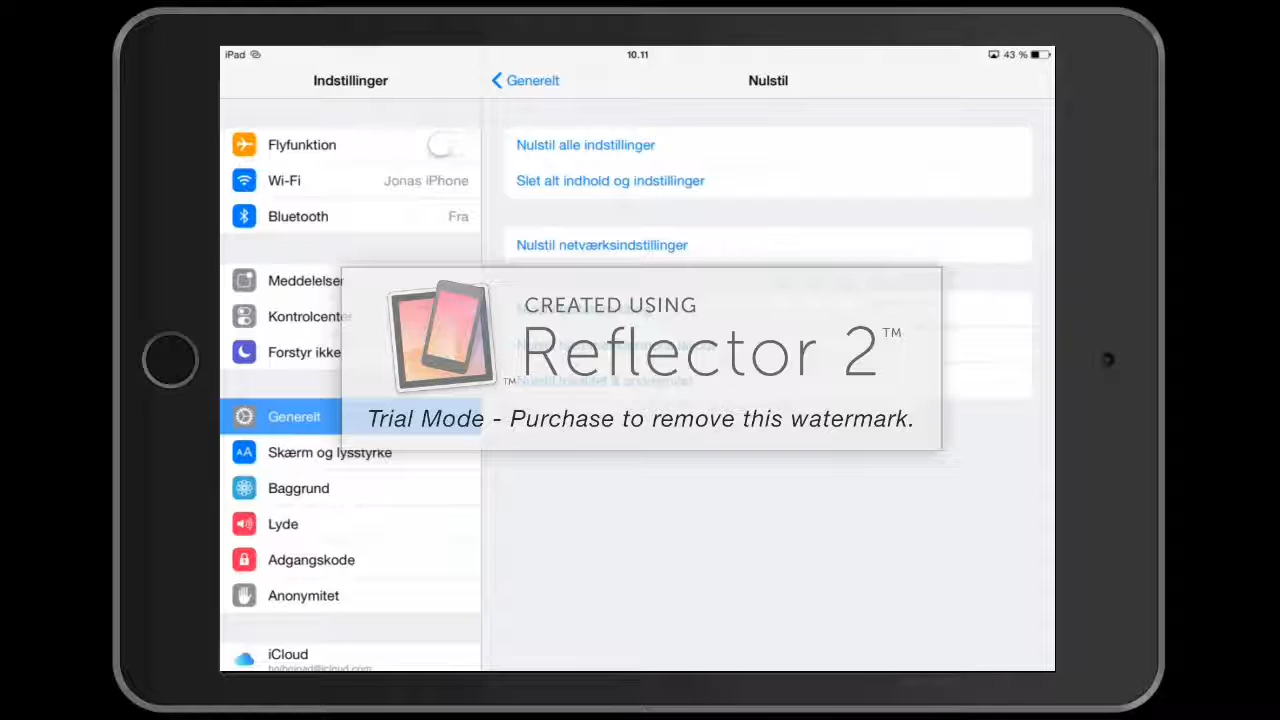 iPad
10.11
43 %
Indstillinger
Generelt
Nulstil
Flyfunktion
Wi-Fi
Jonas iPhone
Bluetooth
Fra
Meddelelser
Kontrolcenter
Forstyr ikke
Generelt
Skærm og lysstyrke
Baggrund
Lyde
Adgangskode
Anonymitet
iCloud
Nulstil alle indstillinger
Slet alt indhold og indstillinger
Nulstil netværksindstillinger
CREATED USING
Reflector 2™
Trial Mode - Purchase to remove this watermark.